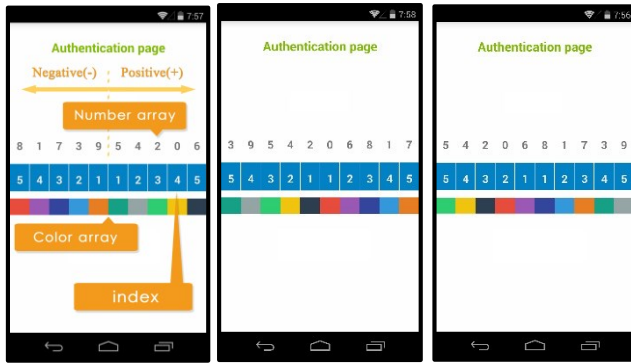 7:57
Authentication page
Negative(-) Positive(+)
Number array
8 1 7 3 9 5 4 2 0 6
5 4 3 2 1 1 2 3 4 5
Color array
index
7:58
Authentication page
3 9 5 4 2 0 6 8 1 7
5 4 3 2 1 1 2 3 4 5
7:56
Authentication page
5 4 2 0 6 8 1 7 3 9
5 4 3 2 1 1 2 3 4 5